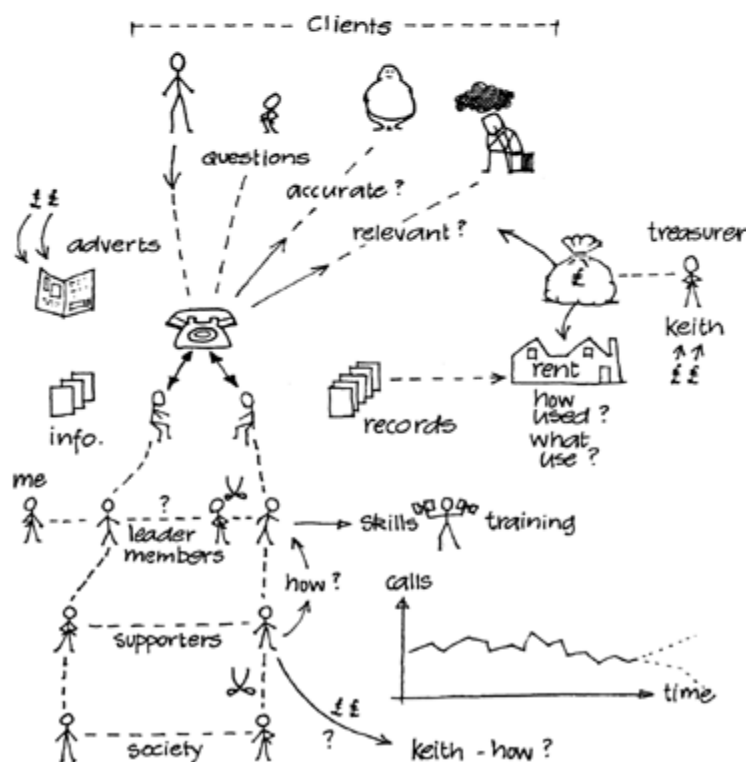 Clients
questions
accurate ?
relevant ?
£ £
adverts
treasurer
£
keith
£ £
rent
how
used ?
what
use ?
info.
records
me
?
leader
members
skills
training
how ?
calls
supporters
time
£ £
?
society
keith - how ?